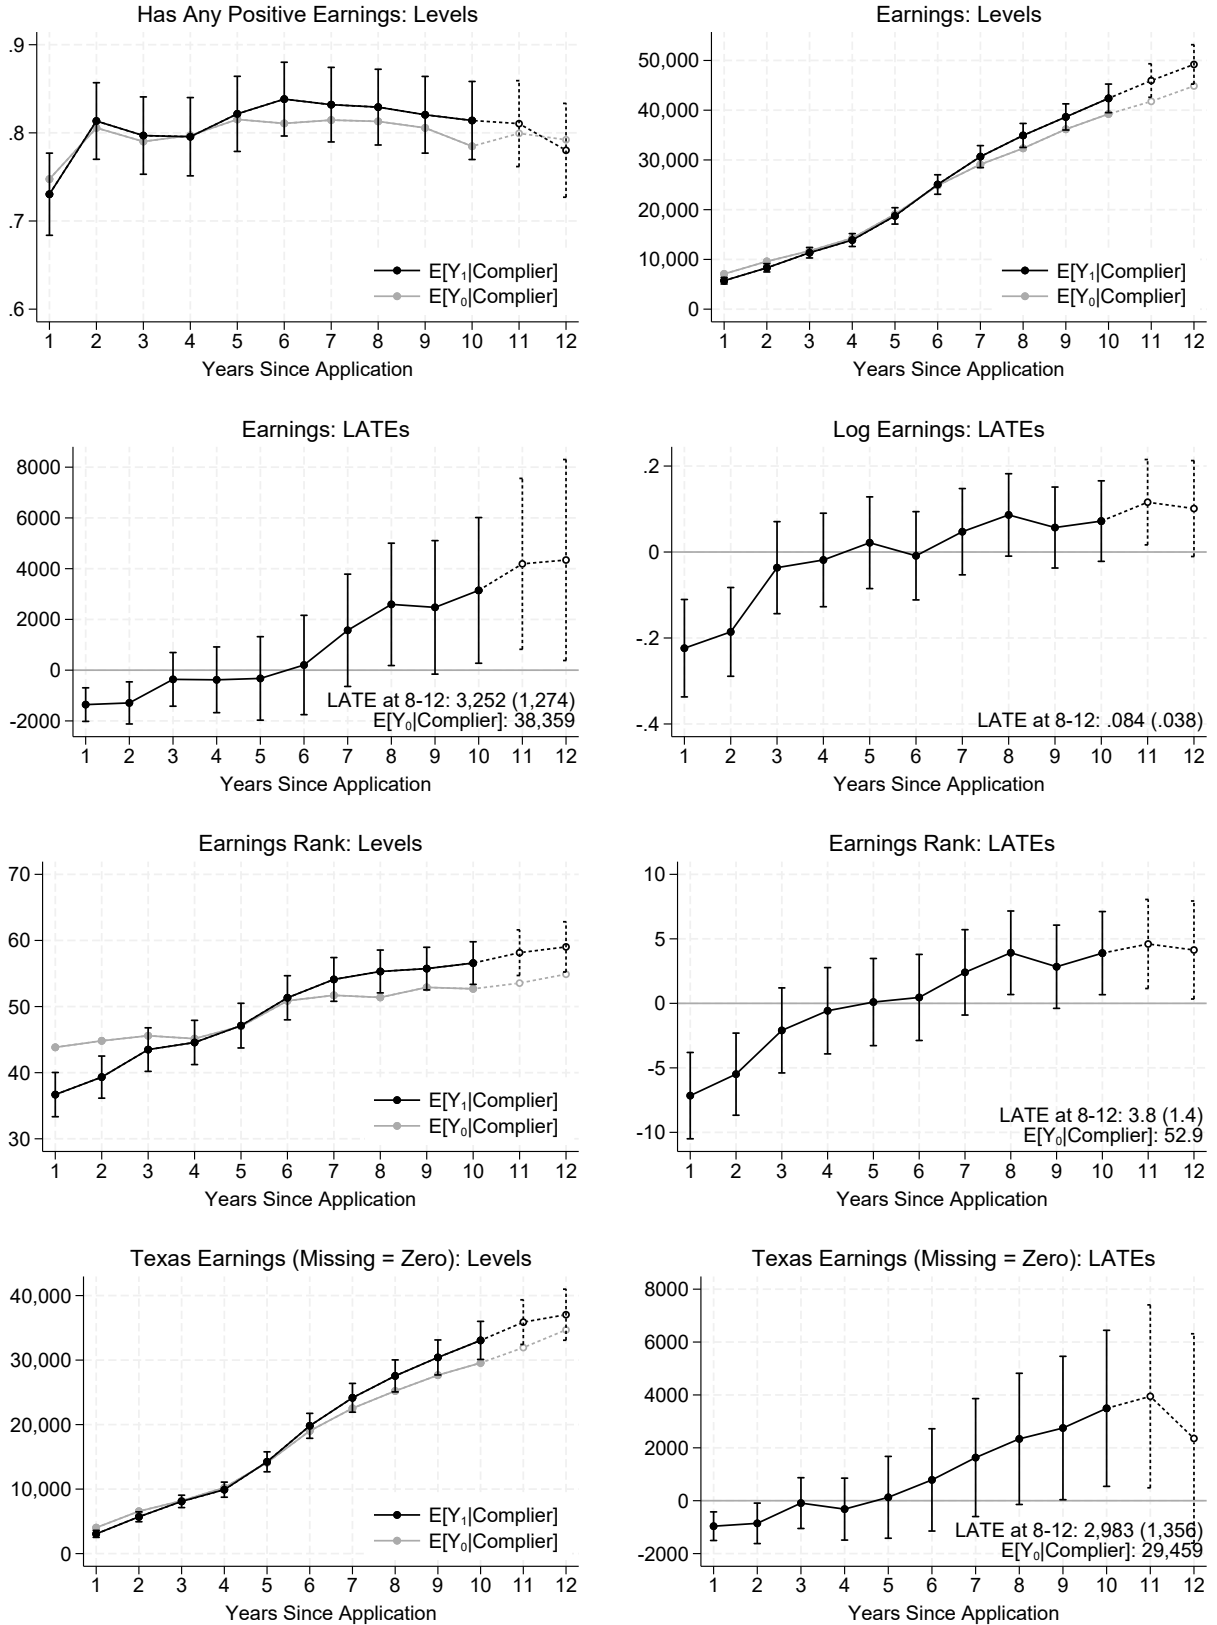 Has Any Positive Earnings: Levels
.9
.8
.7
.6
E[Y₁|Complier]
E[Y₀|Complier]
1 2 3 4 5 6 7 8 9 10 11 12
Years Since Application
Earnings: Levels
50,000
40,000
30,000
20,000
10,000
0
E[Y₁|Complier]
E[Y₀|Complier]
1 2 3 4 5 6 7 8 9 10 11 12
Years Since Application
Earnings: LATEs
8000
6000
4000
2000
0
-2000
LATE at 8-12: 3,252 (1,274)
E[Y₀|Complier]: 38,359
1 2 3 4 5 6 7 8 9 10 11 12
Years Since Application
Log Earnings: LATEs
.2
0
-.2
-.4
LATE at 8-12: .084 (.038)
1 2 3 4 5 6 7 8 9 10 11 12
Years Since Application
Earnings Rank: Levels
70
60
50
40
30
E[Y₁|Complier]
E[Y₀|Complier]
1 2 3 4 5 6 7 8 9 10 11 12
Years Since Application
Earnings Rank: LATEs
10
5
0
-5
-10
LATE at 8-12: 3.8 (1.4)
E[Y₀|Complier]: 52.9
1 2 3 4 5 6 7 8 9 10 11 12
Years Since Application
Texas Earnings (Missing = Zero): Levels
40,000
30,000
20,000
10,000
0
E[Y₁|Complier]
E[Y₀|Complier]
1 2 3 4 5 6 7 8 9 10 11 12
Years Since Application
Texas Earnings (Missing = Zero): LATEs
8000
6000
4000
2000
0
-2000
LATE at 8-12: 2,983 (1,356)
E[Y₀|Complier]: 29,459
1 2 3 4 5 6 7 8 9 10 11 12
Years Since Application